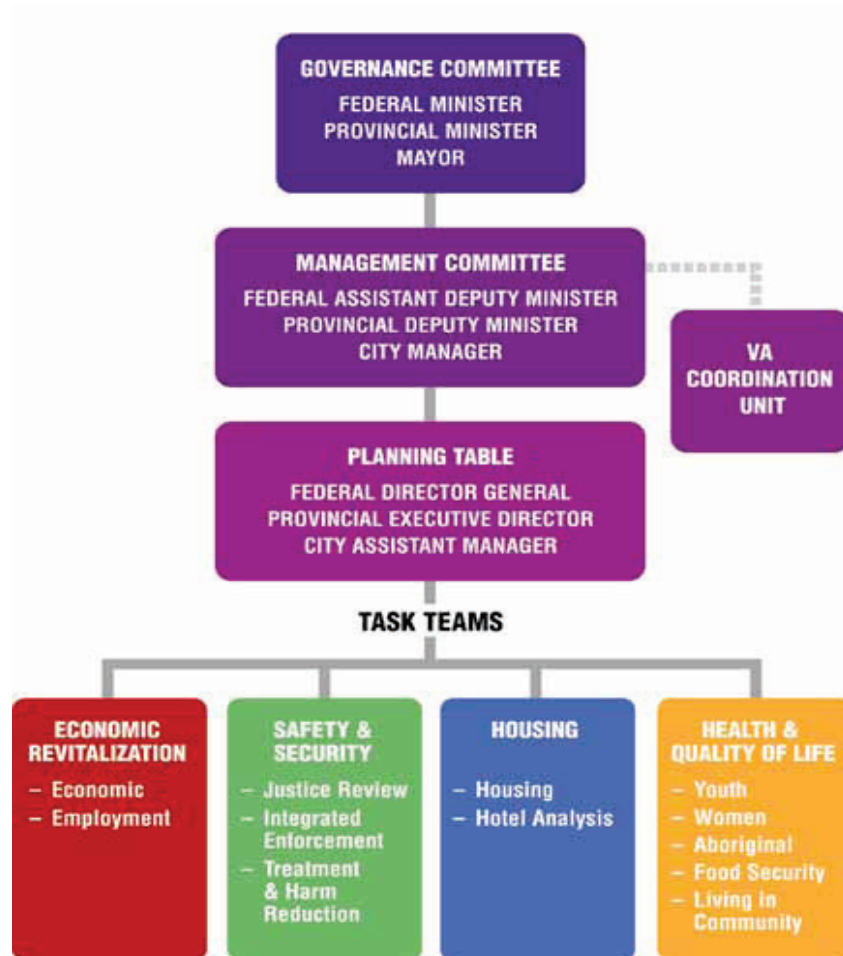 GOVERNANCE COMMITTEE
FEDERAL MINISTER
PROVINCIAL MINISTER
MAYOR
MANAGEMENT COMMITTEE
FEDERAL ASSISTANT DEPUTY MINISTER
PROVINCIAL DEPUTY MINISTER
CITY MANAGER
VA
COORDINATION
UNIT
PLANNING TABLE
FEDERAL DIRECTOR GENERAL
PROVINCIAL EXECUTIVE DIRECTOR
CITY ASSISTANT MANAGER
TASK TEAMS
ECONOMIC
REVITALIZATION
– Economic
– Employment
SAFETY &
SECURITY
– Justice Review
– Integrated
Enforcement
– Treatment
& Harm
Reduction
HOUSING
– Housing
– Hotel Analysis
HEALTH &
QUALITY OF LIFE
– Youth
– Women
– Aboriginal
– Food Security
– Living in
Community